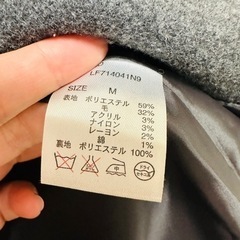 LF714041N9
SIZE M
表地 ポリエステル 59%
毛 32%
アクリル 3%
ナイロン 3%
レーヨン 2%
綿 1%
裏地 ポリエステル 100%